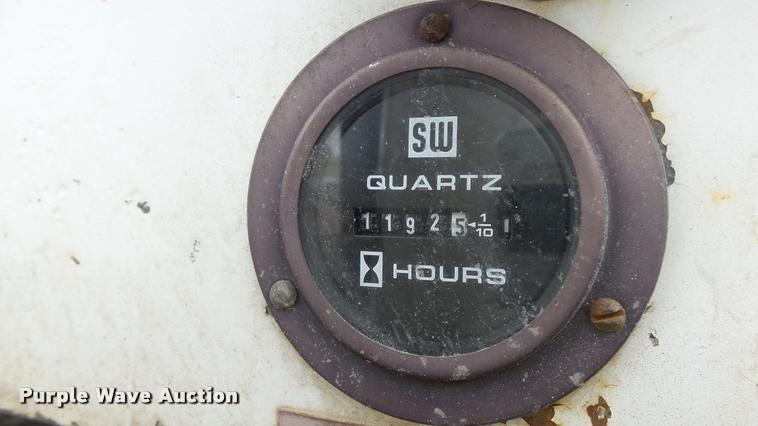 SW
QUARTZ
11925 1/10
HOURS
Purple Wave Auction